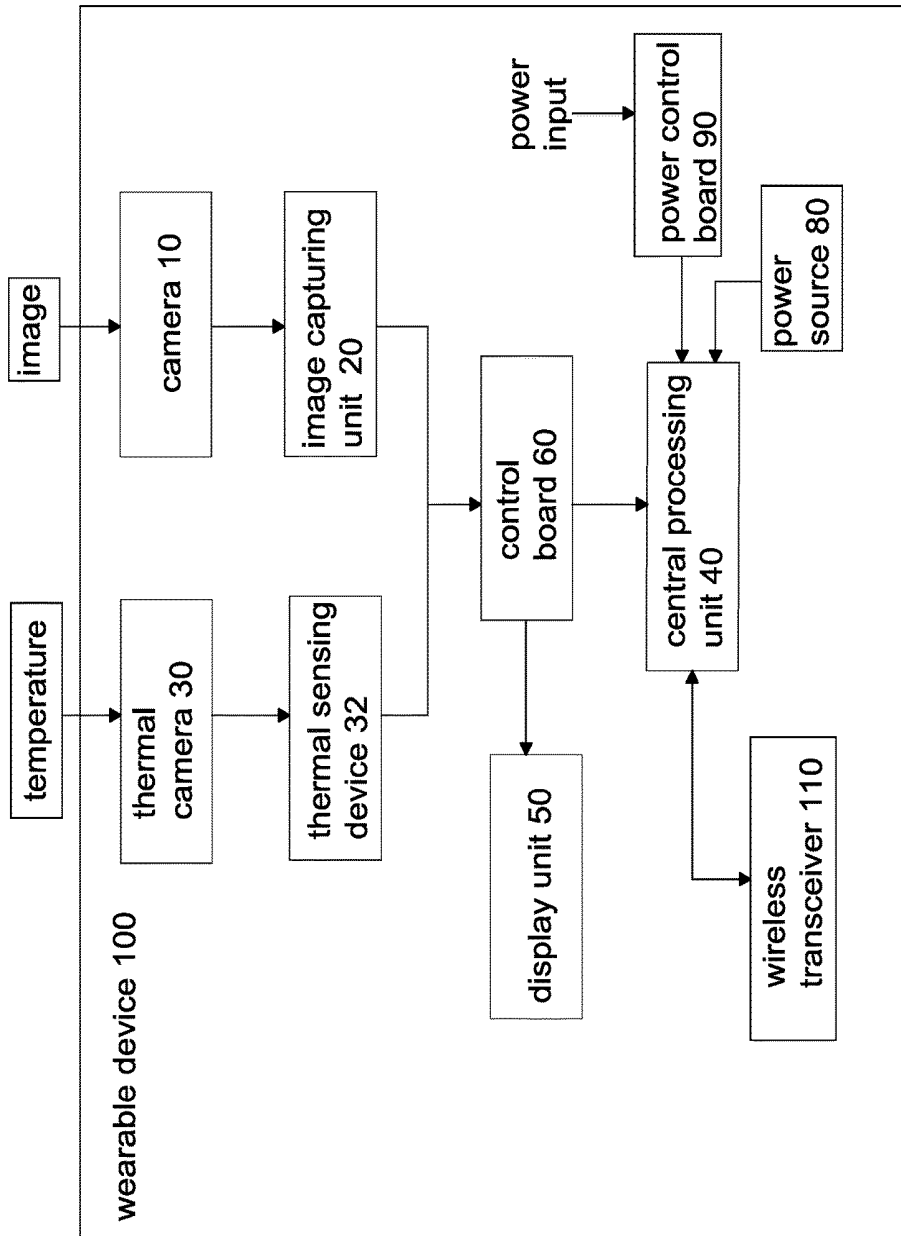 wearable device 100
temperature
thermal
camera 30
thermal sensing
device 32
image
camera 10
image capturing
unit 20
control
board 60
display unit 50
central processing
unit 40
wireless
transceiver 110
power
input
power control
board 90
power
source 80